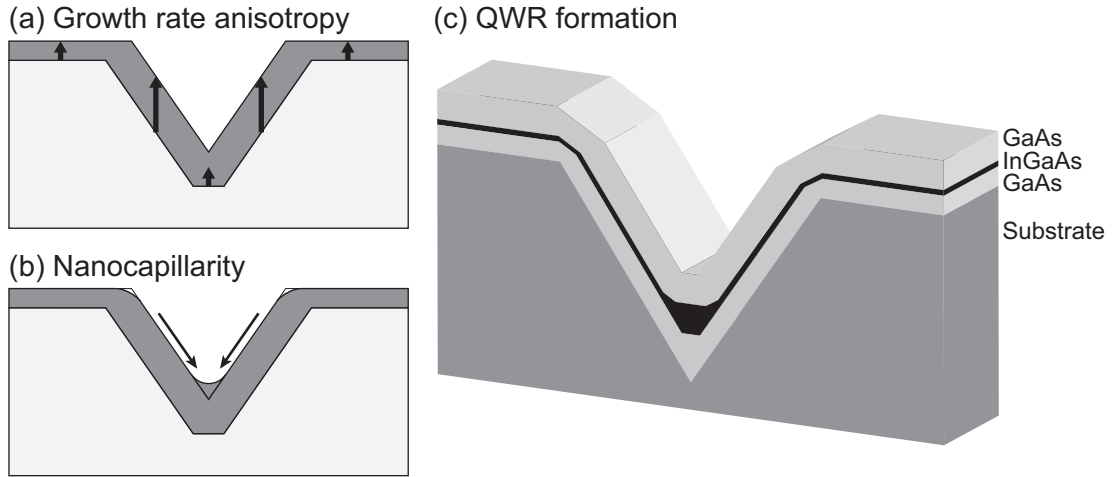 (a) Growth rate anisotropy
(b) Nanocapillarity
(c) QWR formation
GaAs
InGaAs
GaAs
Substrate